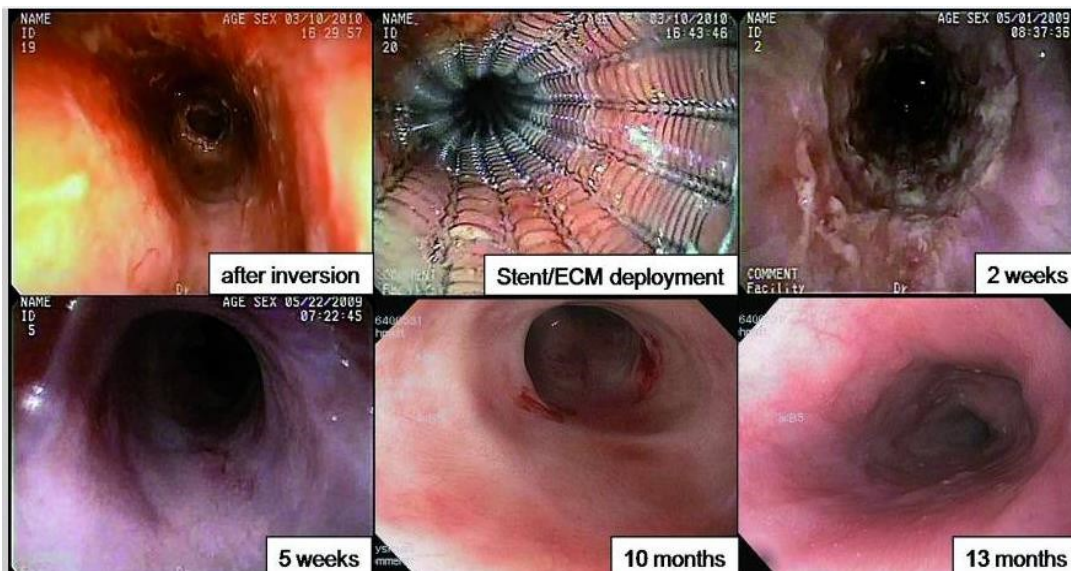 NAME
AGE SEX 03/10/2010
ID
16 29 57
19
after inversion
Dr
NAME
AGE SEX 03/10/2010
ID
16:43:46
20
Stent/ECM deployment
NAME
AGE SEX 05/01/2009
ID
08:37:36
2
COMMENT
Facility
Dr
2 weeks
NAME
AGE SEX 05/22/2009
ID
07:22:45
5
5 weeks
10 months
13 months